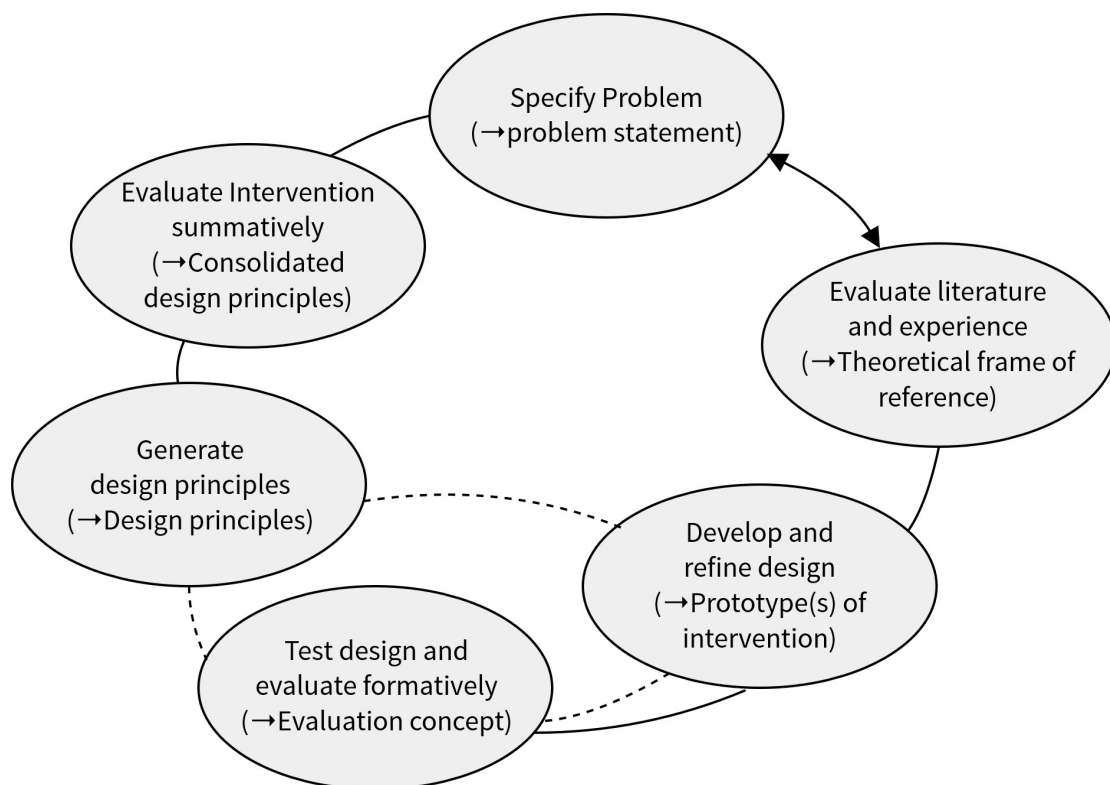 Specify Problem
(→problem statement)
Evaluate literature
and experience
(→Theoretical frame of
reference)
Develop and
refine design
(→Prototype(s) of
intervention)
Test design and
evaluate formatively
(→Evaluation concept)
Generate
design principles
(→Design principles)
Evaluate Intervention
summatively
(→Consolidated
design principles)